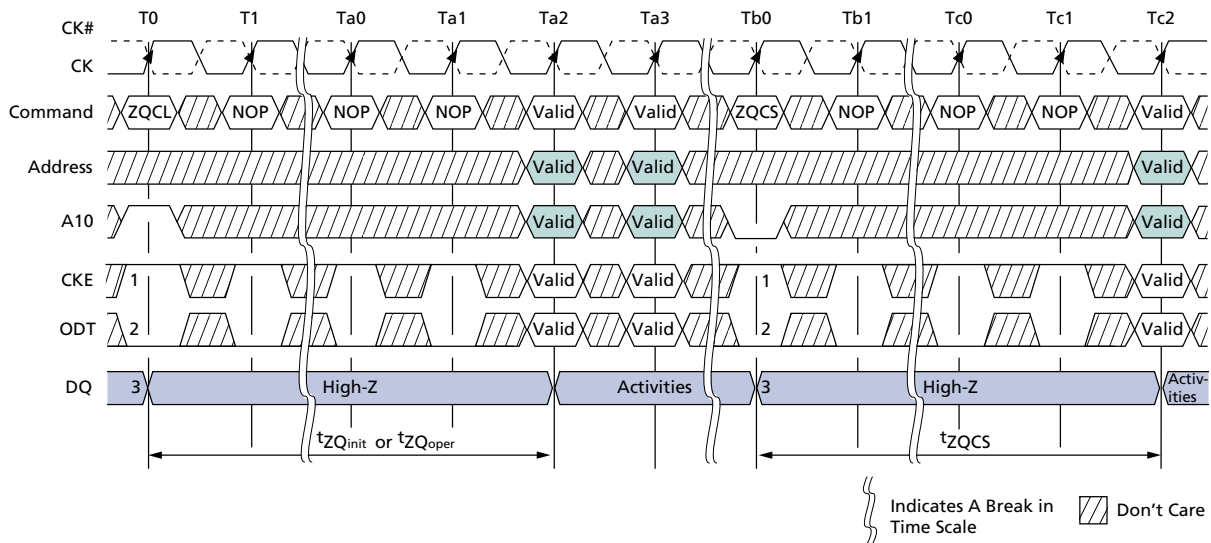 T0 T1 Ta0 Ta1 Ta2 Ta3 Tb0 Tb1 Tc0 Tc1 Tc2
CK#
CK
Command ZQCL NOP NOP NOP Valid Valid ZQCS NOP NOP NOP Valid
Address Valid Valid Valid
A10 Valid Valid Valid
CKE 1 Valid Valid 1 Valid
ODT 2 Valid Valid 2 Valid
DQ 3 High-Z Activities 3 High-Z Activ-
ities
tZQinit or tZQoper tZQCS
Indicates A Break in
Time Scale
Don't Care